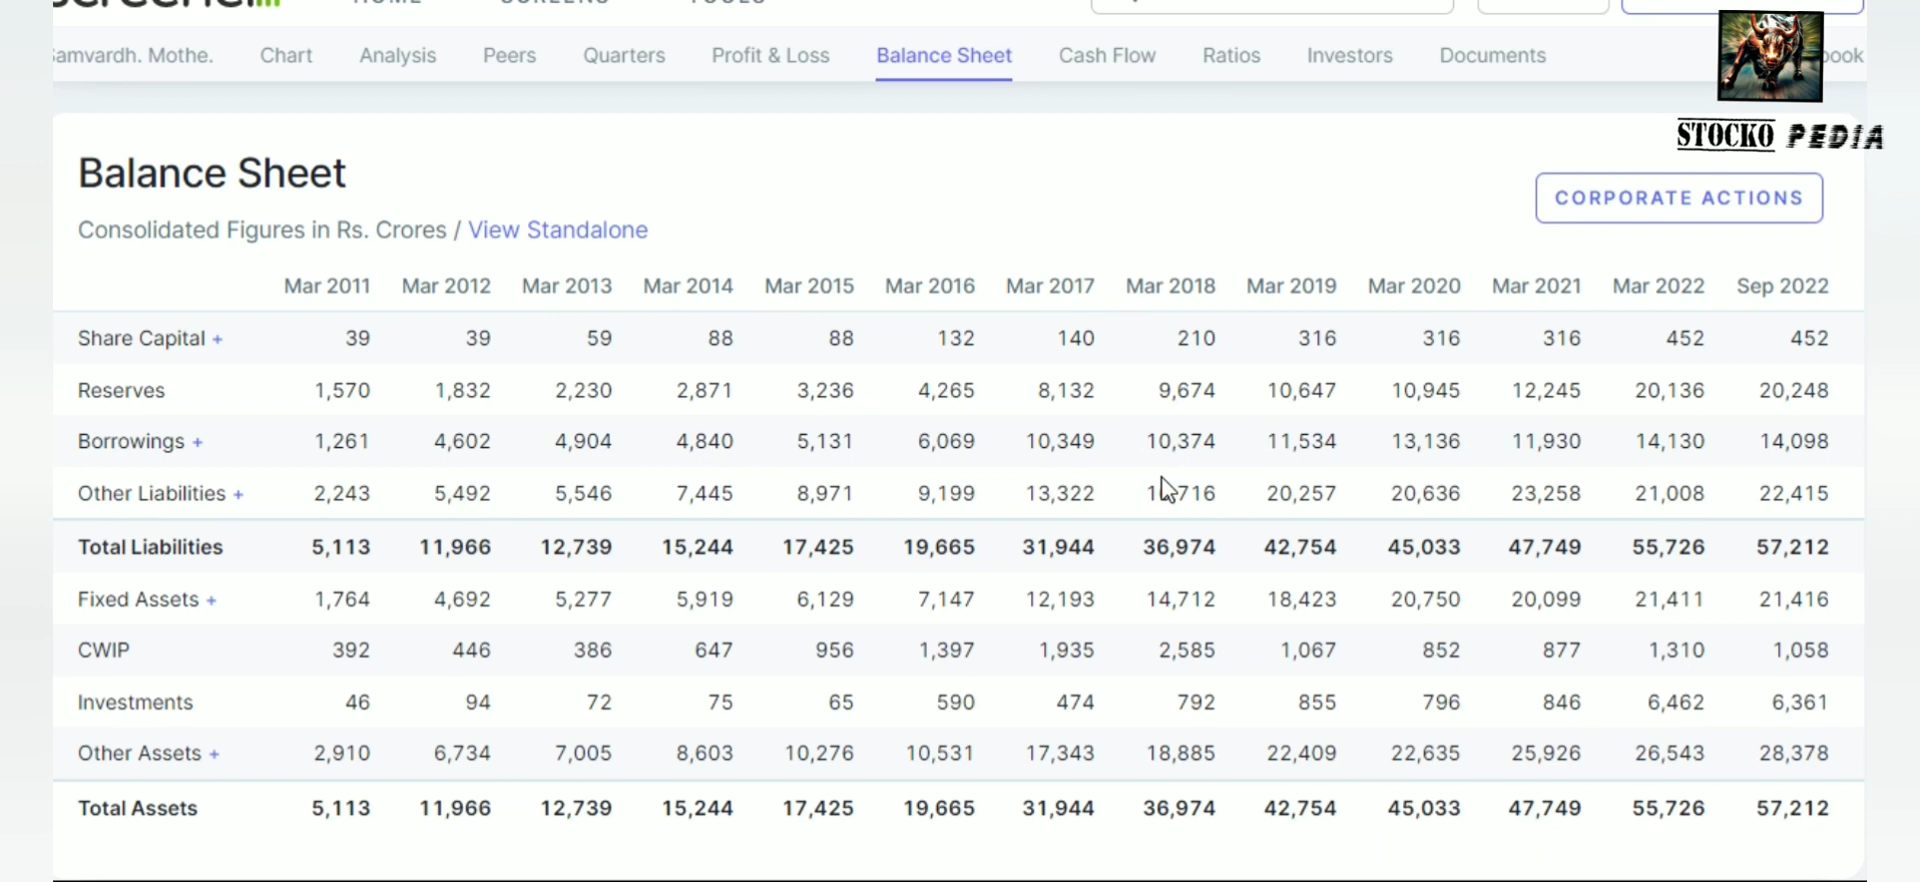 HOME SCREENS TOOLS
Samvardh. Mothe. Chart Analysis Peers Quarters Profit & Loss Balance Sheet Cash Flow Ratios Investors Documents
STOCKO PEDIA
Balance Sheet
CORPORATE ACTIONS
Consolidated Figures in Rs. Crores / View Standalone
Mar 2011 Mar 2012 Mar 2013 Mar 2014 Mar 2015 Mar 2016 Mar 2017 Mar 2018 Mar 2019 Mar 2020 Mar 2021 Mar 2022 Sep 2022
Share Capital + 39 39 59 88 88 132 140 210 316 316 316 452 452
Reserves 1,570 1,832 2,230 2,871 3,236 4,265 8,132 9,674 10,647 10,945 12,245 20,136 20,248
Borrowings + 1,261 4,602 4,904 4,840 5,131 6,069 10,349 10,374 11,534 13,136 11,930 14,130 14,098
Other Liabilities + 2,243 5,492 5,546 7,445 8,971 9,199 13,322 20,257 20,636 23,258 21,008 22,415
Total Liabilities 5,113 11,966 12,739 15,244 17,425 19,665 31,944 36,974 42,754 45,033 47,749 55,726 57,212
Fixed Assets + 1,764 4,692 5,277 5,919 6,129 7,147 12,193 14,712 18,423 20,750 20,099 21,411 21,416
CWIP 392 446 386 647 956 1,397 1,935 2,585 1,067 852 877 1,310 1,058
Investments 46 94 72 75 65 590 474 792 855 796 846 6,462 6,361
Other Assets + 2,910 6,734 7,005 8,603 10,276 10,531 17,343 18,885 22,409 22,635 25,926 26,543 28,378
Total Assets 5,113 11,966 12,739 15,244 17,425 19,665 31,944 36,974 42,754 45,033 47,749 55,726 57,212